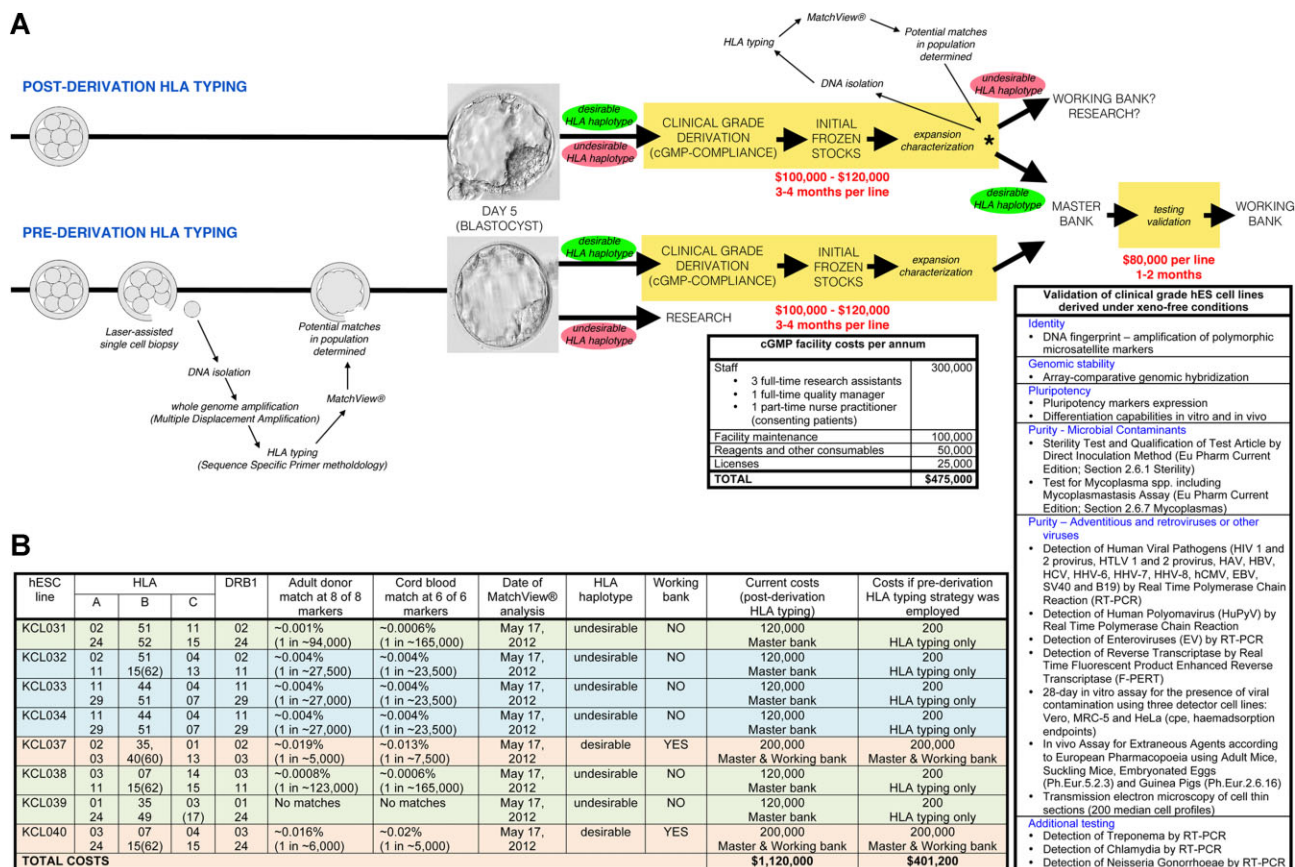 A
POST-DERIVATION HLA TYPING
HLA typing
MatchView®
Potential matches
in population
determined
DNA isolation
desirable
HLA haplotype
undesirable
HLA haplotype
CLINICAL GRADE
DERIVATION
(cGMP-COMPLIANCE)
INITIAL
FROZEN
STOCKS
expansion
characterization
*
$100,000 - $120,000
3-4 months per line
undesirable
HLA haplotype
WORKING BANK?
RESEARCH?
desirable
HLA haplotype
MASTER
BANK
testing
validation
WORKING
BANK
$80,000 per line
1-2 months
DAY 5
(BLASTOCYST)
PRE-DERIVATION HLA TYPING
Laser-assisted
single cell biopsy
DNA isolation
whole genome amplification
(Multiple Displacement Amplification)
HLA typing
(Sequence Specific Primer metholdology)
MatchView®
Potential matches
in population
determined
desirable
HLA haplotype
undesirable
HLA haplotype
CLINICAL GRADE
DERIVATION
(cGMP-COMPLIANCE)
INITIAL
FROZEN
STOCKS
expansion
characterization
RESEARCH
$100,000 - $120,000
3-4 months per line
cGMP facility costs per annum
Staff 300,000
• 3 full-time research assistants
• 1 full-time quality manager
• 1 part-time nurse practitioner
(consenting patients)
Facility maintenance 100,000
Reagents and other consumables 50,000
Licenses 25,000
TOTAL $475,000
Validation of clinical grade hES cell lines
derived under xeno-free conditions
Identity
• DNA fingerprint – amplification of polymorphic
microsatellite markers
Genomic stability
• Array-comparative genomic hybridization
Pluripotency
• Pluripotency markers expression
• Differentiation capabilities in vitro and in vivo
Purity - Microbial Contaminants
• Sterility Test and Qualification of Test Article by
Direct Inoculation Method (Eu Pharm Current
Edition; Section 2.6.1 Sterility)
• Test for Mycoplasma spp. including
Mycoplasmastasis Assay (Eu Pharm Current
Edition; Section 2.6.7 Mycoplasmas)
Purity – Adventitious and retroviruses or other
viruses
• Detection of Human Viral Pathogens (HIV 1 and
2 provirus, HTLV 1 and 2 provirus, HAV, HBV,
HCV, HHV-6, HHV-7, HHV-8, hCMV, EBV,
SV40 and B19) by Real Time Polymerase Chain
Reaction (RT-PCR)
• Detection of Human Polyomavirus (HuPyV) by
Real Time Polymerase Chain Reaction
• Detection of Enteroviruses (EV) by RT-PCR
• Detection of Reverse Transcriptase by Real
Time Fluorescent Product Enhanced Reverse
Transcriptase (F-PERT)
• 28-day in vitro assay for the presence of viral
contamination using three detector cell lines:
Vero, MRC-5 and HeLa (cpe, haemadsorption
endpoints)
• In vivo Assay for Extraneous Agents according
to European Pharmacopoeia using Adult Mice,
Suckling Mice, Embryonated Eggs
(Ph.Eur.5.2.3) and Guinea Pigs (Ph.Eur.2.6.16)
• Transmission electron microscopy of cell thin
sections (200 median cell profiles)
Additional testing
• Detection of Treponema by RT-PCR
• Detection of Chlamydia by RT-PCR
• Detection of Neisseria Gonorrhoeae by RT-PCR
B
hESC HLA DRB1 Adult donor Cord blood Date of HLA Working Current costs Costs if pre-derivation
line A B C match at 8 of 8 match at 6 of 6 MatchView® haplotype bank (post-derivation HLA typing strategy was
markers markers analysis HLA typing) employed
KCL031 02 51 11 02 ~0.001% ~0.0006% May 17, undesirable NO 120,000 200
24 52 15 24 (1 in ~94,000) (1 in ~165,000) 2012 Master bank HLA typing only
KCL032 02 51 04 02 ~0.004% ~0.004% May 17, undesirable NO 120,000 200
11 15(62) 13 11 (1 in ~27,500) (1 in ~23,500) 2012 Master bank HLA typing only
KCL033 11 44 04 11 ~0.004% ~0.004% May 17, undesirable NO 120,000 200
29 51 07 29 (1 in ~27,000) (1 in ~23,500) 2012 Master bank HLA typing only
KCL034 11 44 04 11 ~0.004% ~0.004% May 17, undesirable NO 120,000 200
29 51 07 29 (1 in ~27,000) (1 in ~23,500) 2012 Master bank HLA typing only
KCL037 02 35, 01 02 ~0.019% ~0.013% May 17, desirable YES 200,000 200,000
03 40(60) 13 03 (1 in ~5,000) (1 in ~7,500) 2012 Master & Working bank Master & Working bank
KCL038 03 07 14 03 ~0.0008% ~0.0006% May 17, undesirable NO 120,000 200
11 15(62) 15 11 (1 in ~123,000) (1 in ~165,000) 2012 Master bank HLA typing only
KCL039 01 35 03 01 No matches No matches May 17, undesirable NO 120,000 200
24 49 (17) 24 2012 Master bank HLA typing only
KCL040 03 07 04 03 ~0.016% ~0.02% May 17, desirable YES 200,000 200,000
24 15(62) 15 24 (1 in ~6,000) (1 in ~5,000) 2012 Master & Working bank Master & Working bank
TOTAL COSTS $1,120,000 $401,200